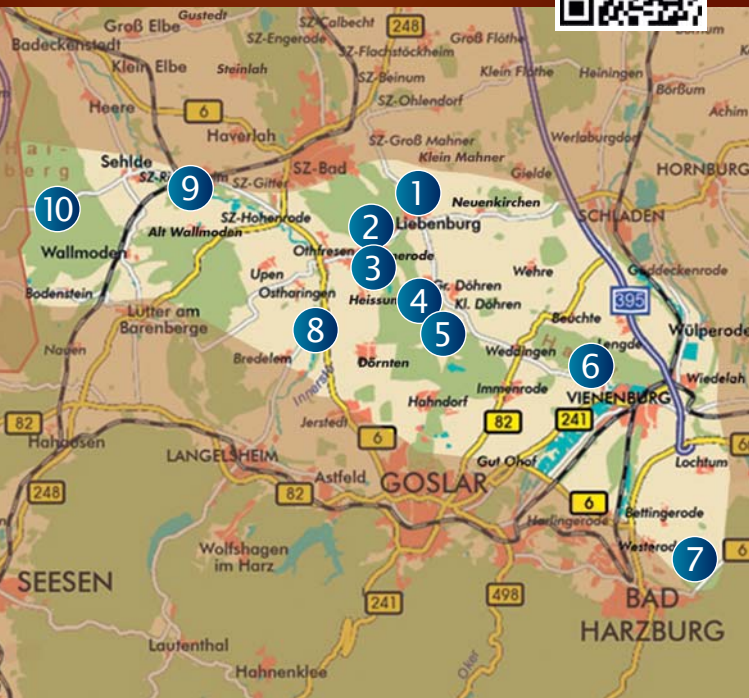 Gustedt
Groß Elbe
SZ-Calbecht
248
Badeckenstedt
SZ-Engerode
Groß Flöthe
SZ-Flachstöckheim
Klein Elbe
Steinlah
SZ-Beinum
Klein Flöthe
Heiningen
Börßum
Heere
6
SZ-Ohlendorf
Achim
Haverlah
SZ-Groß Mahner
Werlaburgdorf
Klein Mahner
Hai-
berg
Sehlde
SZ-Bad
Gielde
HORNBURG
9
SZ-Gitter
1
Neuenkirchen
10
SZ-Hohenrode
2
Liebenburg
SCHLADEN
Alt Wallmoden
Wallmoden
Othfresen
3
Upen
Wehre
Göddeckenrode
Bodenstein
Ostharingen
Heissum
4
Gr. Döhren
Kl. Döhren
395
Lutter am
Barenberge
8
5
Beuchte
Wülperode
Nauen
Bredelem
Dörnten
Weddingen
Lengde
6
Innerste
Immenrode
Wiedelah
VIENENBURG
Hahndorf
82
Jerstedt
82
241
Hahausen
6
LANGELSHEIM
Gut Ohof
Lochtum
248
Astfeld
GOSLAR
82
6
Bettingerode
Harlingerode
Wolfshagen
im Harz
7
6
SEESEN
241
498
BAD
HARZBURG
Lautenthal
Oker
Hahnenklee